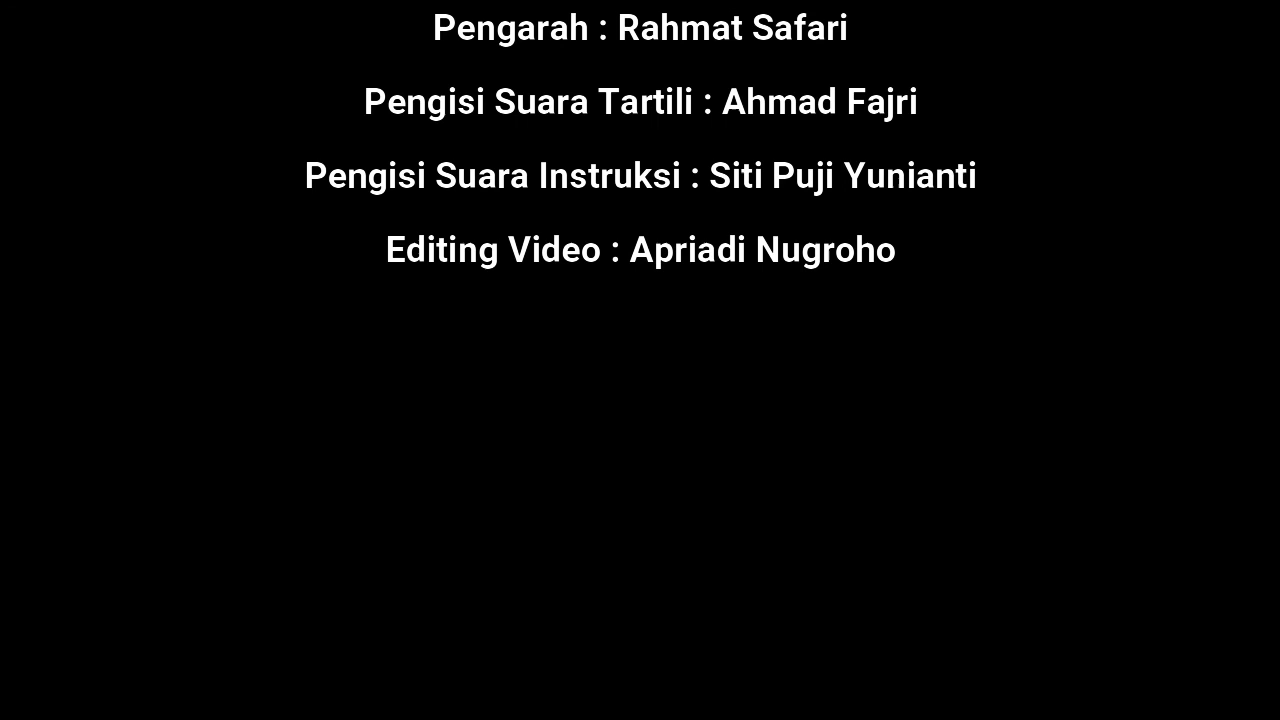 Pengarah : Rahmat Safari
Pengisi Suara Tartili : Ahmad Fajri
Pengisi Suara Instruksi : Siti Puji Yunianti
Editing Video : Apriadi Nugroho